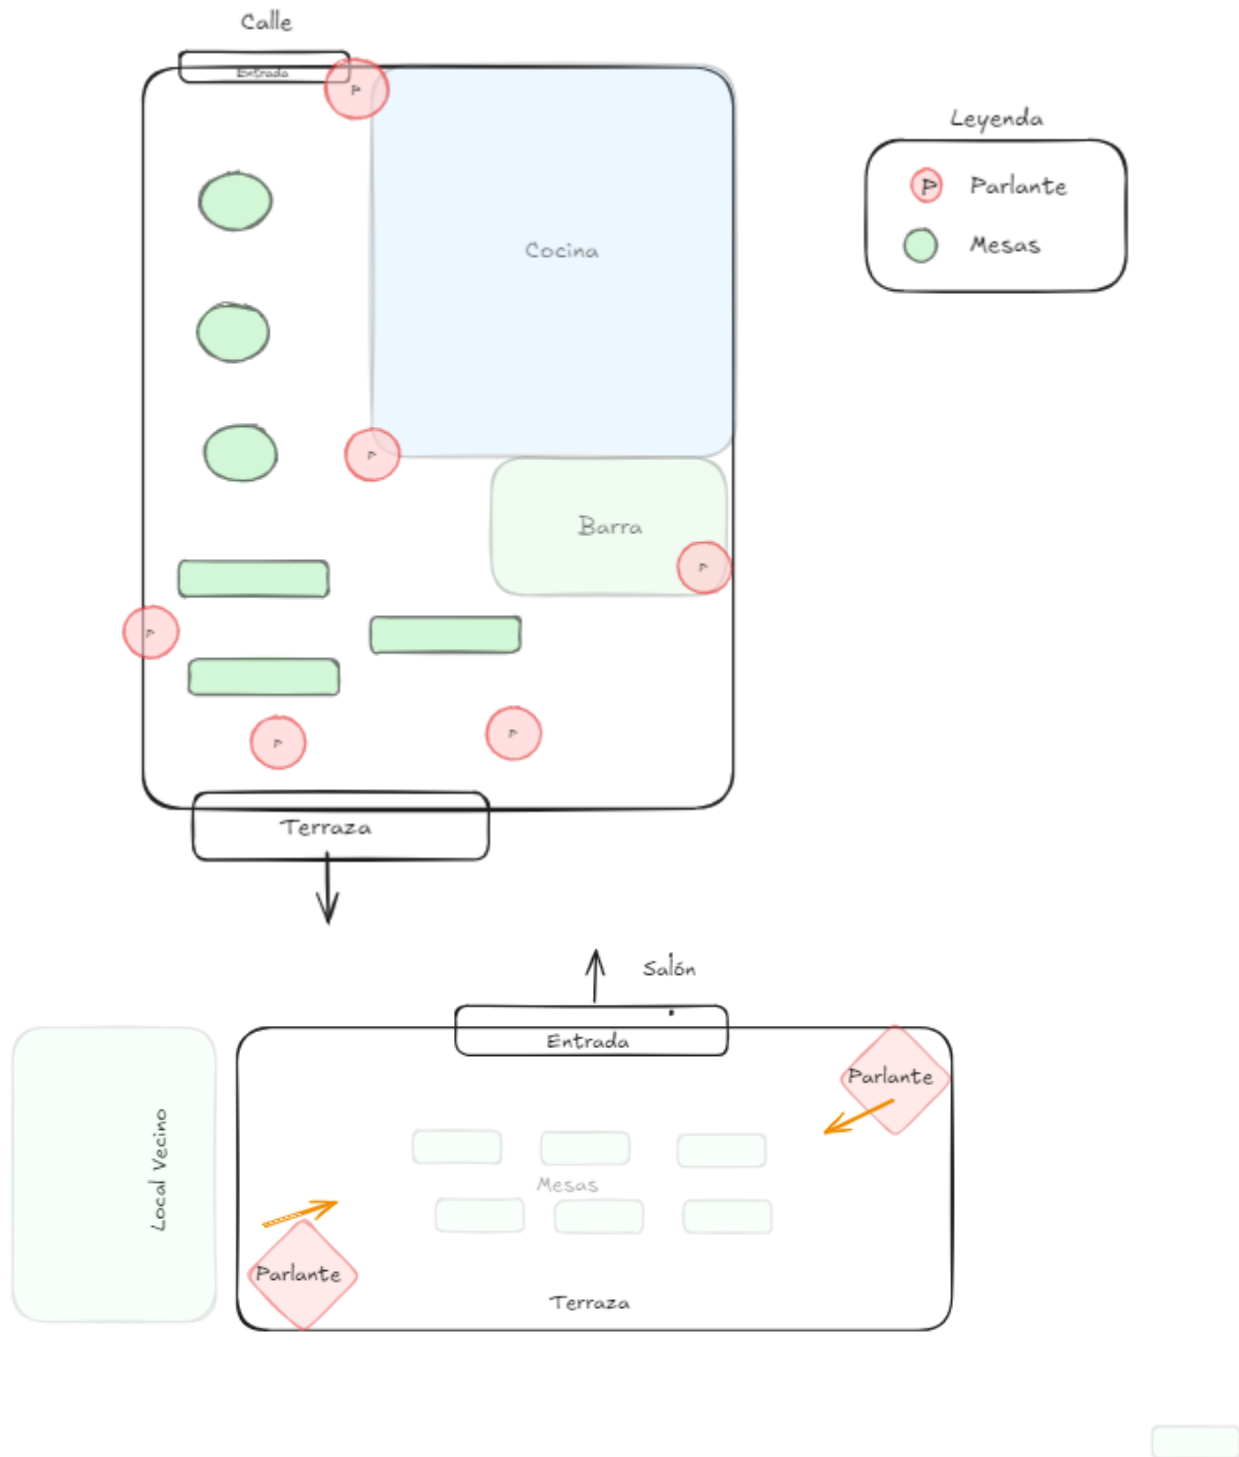 Calle
Entrada
P
Leyenda
P Parlante
Mesas
Cocina
P
Barra
P
P
P
P
Terraza
Salón
Entrada
Parlante
Local Vecino
Mesas
Parlante
Terraza